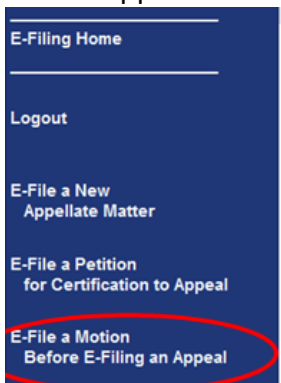 E-Filing Home
Logout
E-File a New
Appellate Matter
E-File a Petition
for Certification to Appeal
E-File a Motion
Before E-Filing an Appeal